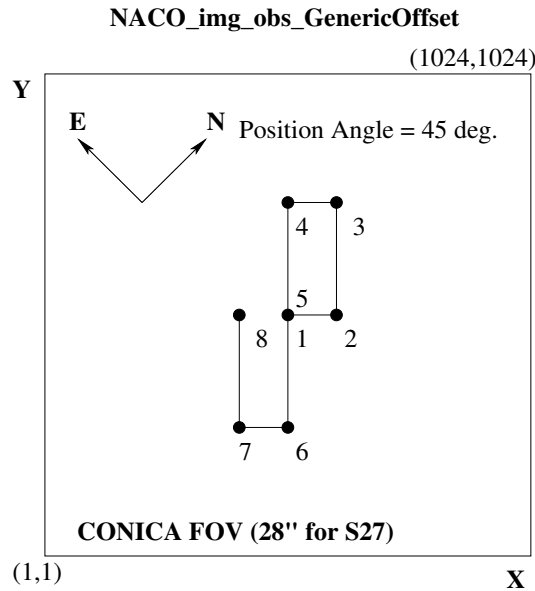 NACO_img_obs_GenericOffset
(1024,1024)
Y
E
N
Position Angle = 45 deg.
4
3
5
8
1
2
7
6
CONICA FOV (28" for S27)
(1,1)
X